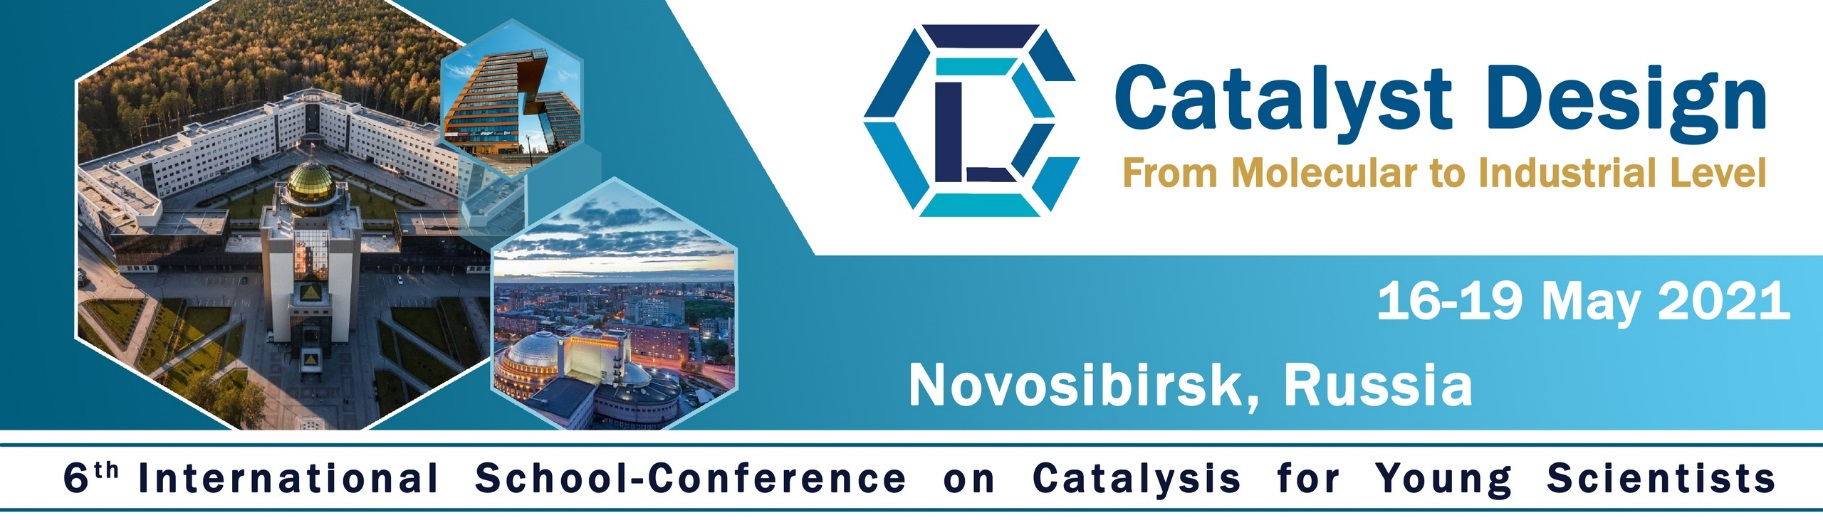 Catalyst Design
From Molecular to Industrial Level
16-19 May 2021
Novosibirsk, Russia
6th International School-Conference on Catalysis for Young Scientists